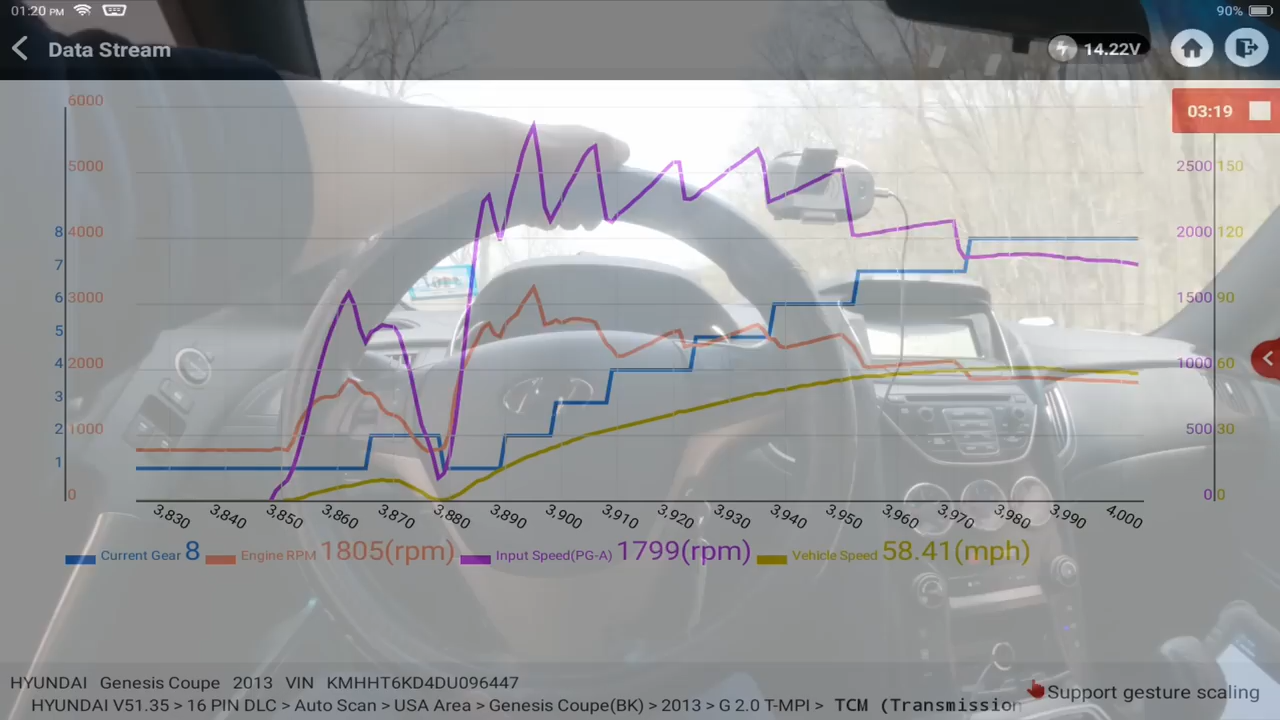 01:20 PM 90%
Data Stream 14.22V
03:19
6000
5000 2500 150
8 4000 2000 120
7
6 3000 1500 90
5
4 2000 1000 60
3
2 1000 500 30
1
0 0 0
3,830 3,840 3,850 3,860 3,870 3,880 3,890 3,900 3,910 3,920 3,930 3,940 3,950 3,960 3,970 3,980 3,990 4,000
Current Gear 8 Engine RPM 1805(rpm) Input Speed(PG-A) 1799(rpm) Vehicle Speed 58.41(mph)
HYUNDAI Genesis Coupe 2013 VIN KMHHT6KD4DU096447
Support gesture scaling
HYUNDAI V51.35 > 16 PIN DLC > Auto Scan > USA Area > Genesis Coupe(BK) > 2013 > G 2.0 T-MPI > TCM (Transmission